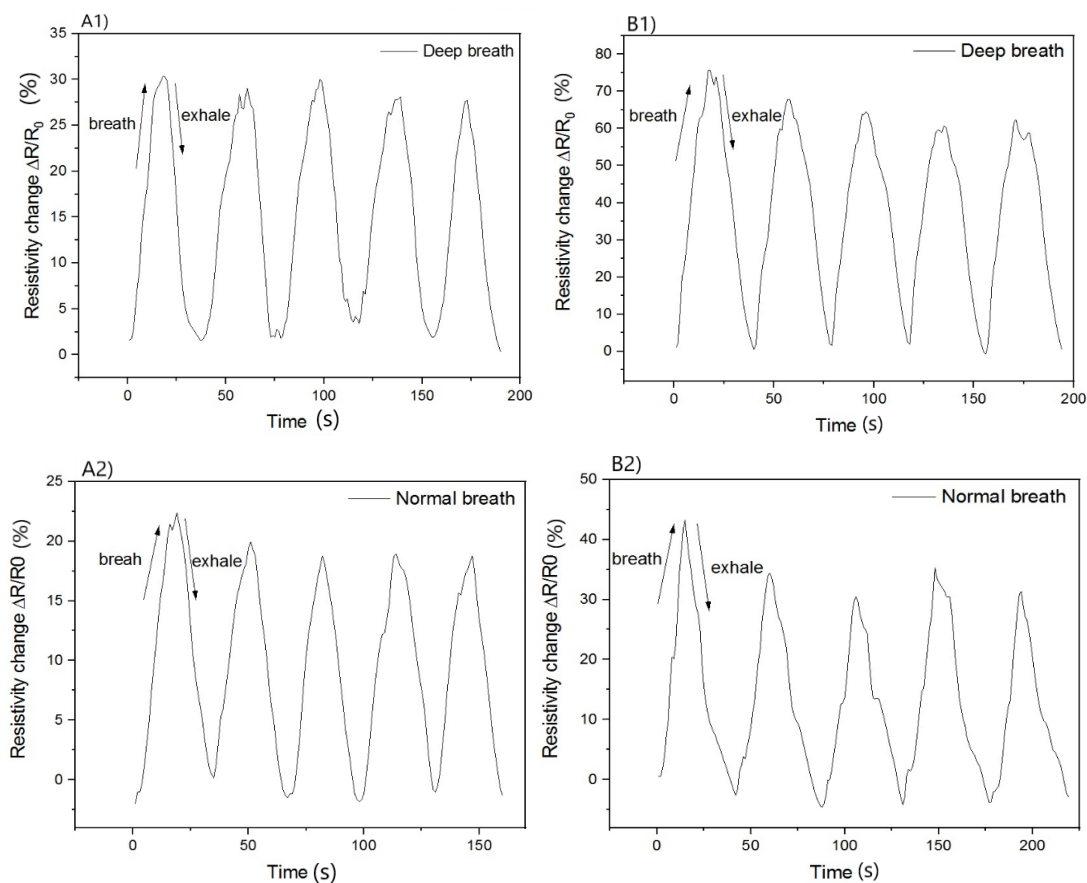 A1)
Deep breath
breath
exhale
Resistivity change ΔR/R₀ (%)
35
30
25
20
15
10
5
0
0 50 100 150 200
Time (s)
B1)
Deep breath
breath
exhale
Resistivity change ΔR/R₀ (%)
80
70
60
50
40
30
20
10
0
0 50 100 150 200
Time (s)
A2)
Normal breath
breah
exhale
Resistivity change ΔR/R0 (%)
25
20
15
10
5
0
0 50 100 150
Time (s)
B2)
Normal breath
breath
exhale
Resistivity change ΔR/R0 (%)
50
40
30
20
10
0
0 50 100 150 200
Time (s)